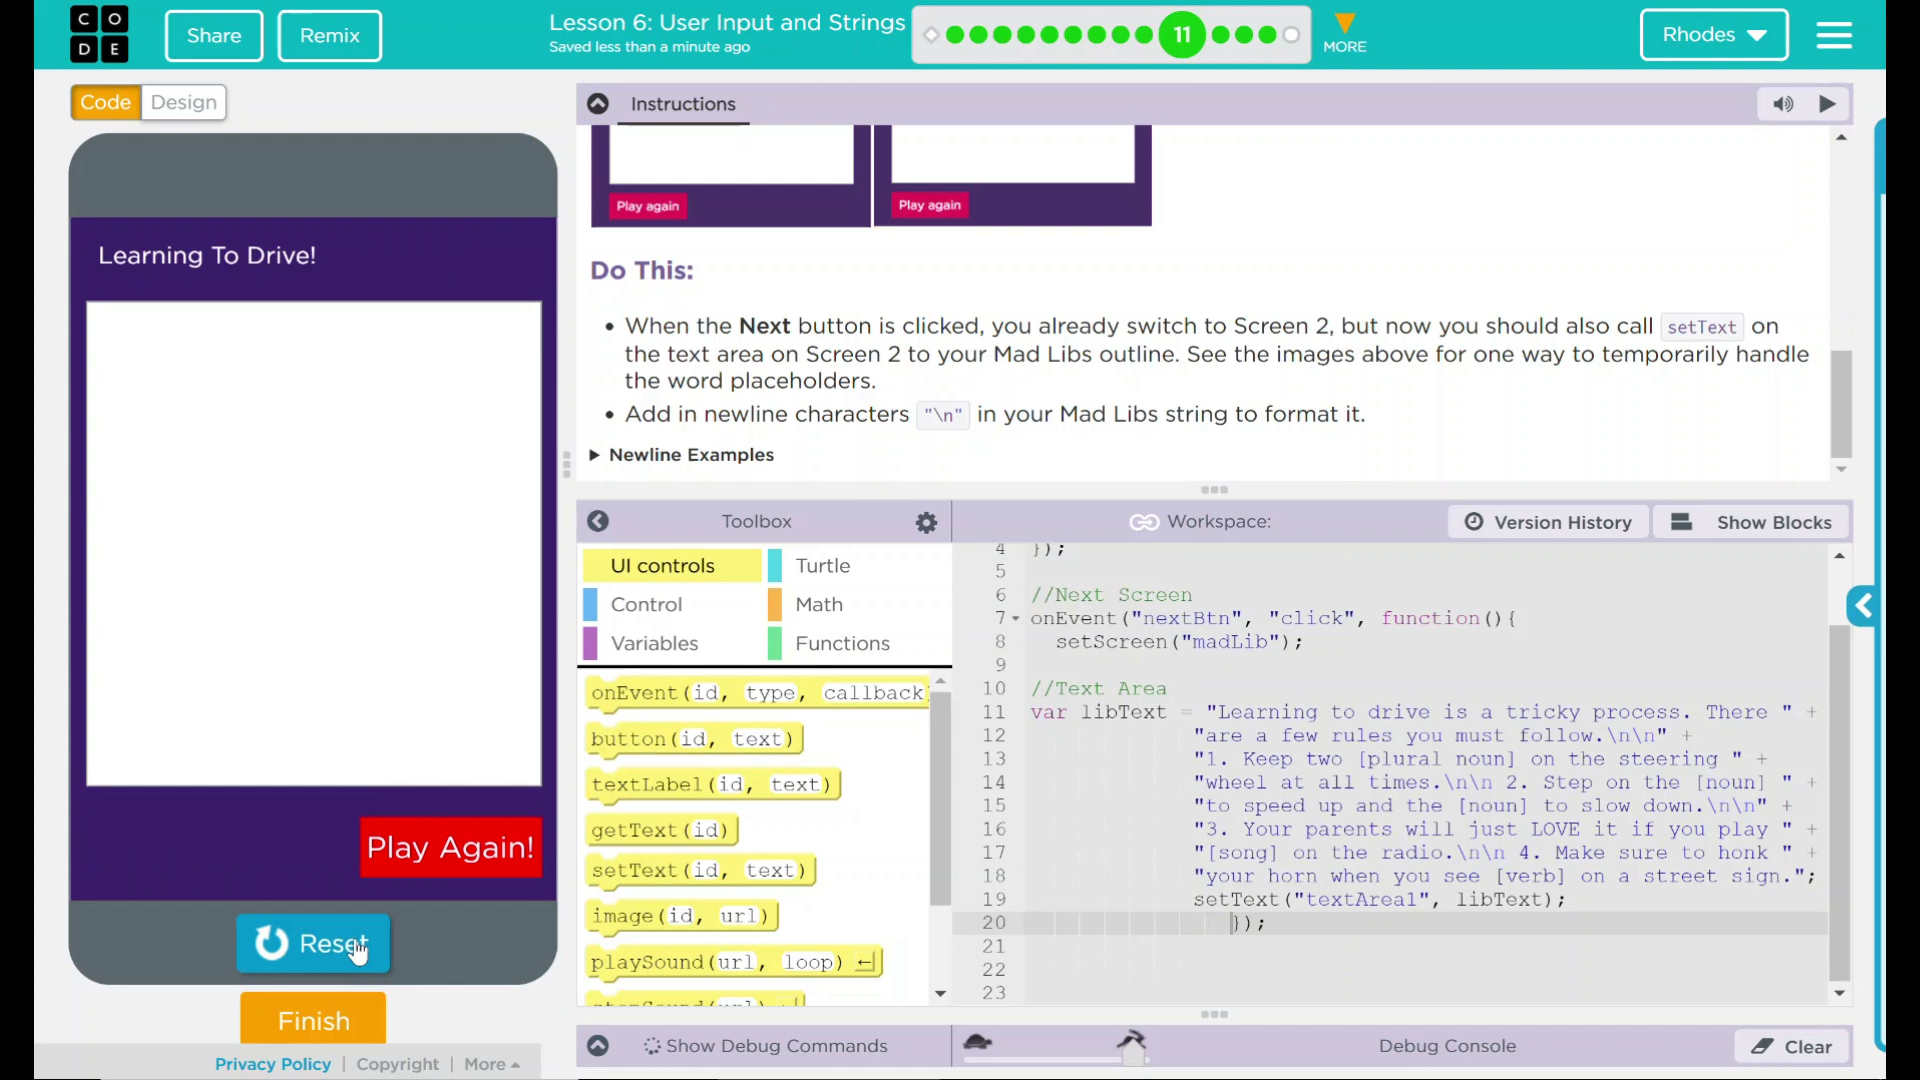 CO
DE
Share
Remix
Lesson 6: User Input and Strings
Saved less than a minute ago
11
MORE
Rhodes
Code
Design
Instructions
Play again
Play again
Do This:
When the Next button is clicked, you already switch to Screen 2, but now you should also call setText on
the text area on Screen 2 to your Mad Libs outline. See the images above for one way to temporarily handle
the word placeholders.
Add in newline characters "\n" in your Mad Libs string to format it.
Newline Examples
Learning To Drive!
Play Again!
Reset
Finish
Privacy Policy | Copyright | More
Toolbox
UI controls
Turtle
Control
Math
Variables
Functions
onEvent(id, type, callback)
button(id, text)
textLabel(id, text)
getText(id)
setText(id, text)
image(id, url)
playSound(url, loop)
Show Debug Commands
Workspace:
Version History
Show Blocks
4 });
5
6 //Next Screen
7 onEvent("nextBtn", "click", function(){
8 setScreen("madLib");
9
10 //Text Area
11 var libText = "Learning to drive is a tricky process. There " +
12 "are a few rules you must follow.\n\n" +
13 "1. Keep two [plural noun] on the steering " +
14 "wheel at all times.\n\n 2. Step on the [noun] " +
15 "to speed up and the [noun] to slow down.\n\n" +
16 "3. Your parents will just LOVE it if you play " +
17 "[song] on the radio.\n\n 4. Make sure to honk " +
18 "your horn when you see [verb] on a street sign.";
19 setText("textArea1", libText);
20 });
21
22
23
Debug Console
Clear